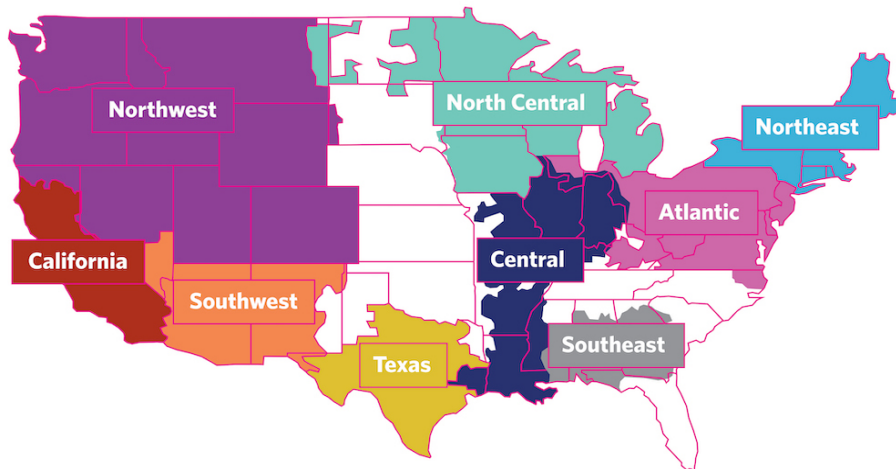 Northwest
North Central
Northeast
Atlantic
California
Central
Southwest
Southeast
Texas